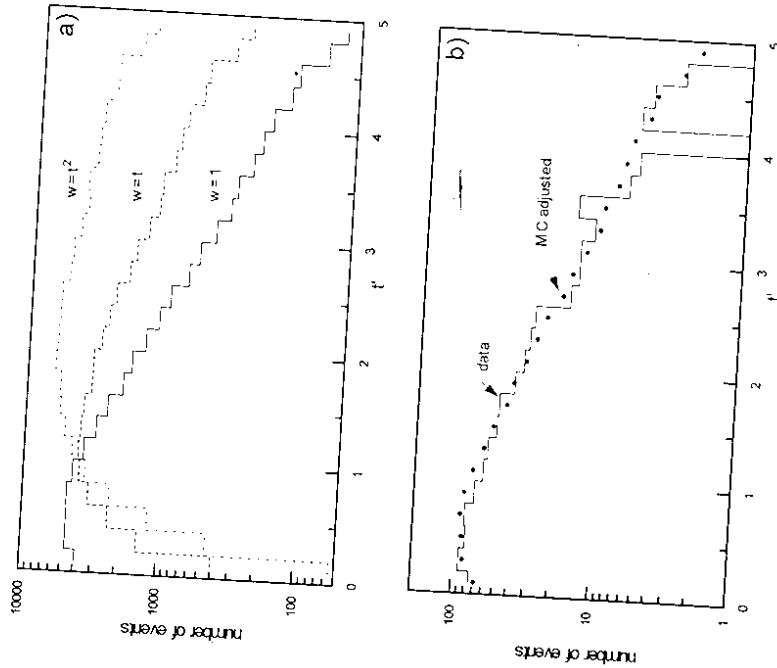 a)
number of events
10000
1000
100
w = t²
w = t
w = 1
0
1
2
3
4
5
t'
b)
number of events
100
10
1
data
MC adjusted
0
1
2
3
4
5
t'